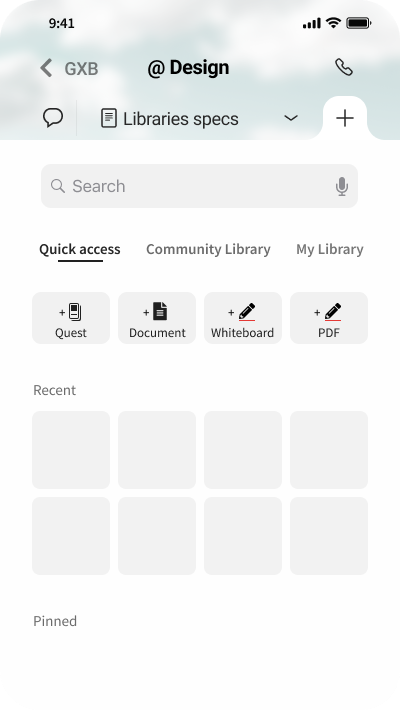 9:41
GXB
@ Design
Libraries specs
Search
Quick access Community Library My Library
+ Quest
+ Document
+ Whiteboard
+ PDF
Recent
Pinned